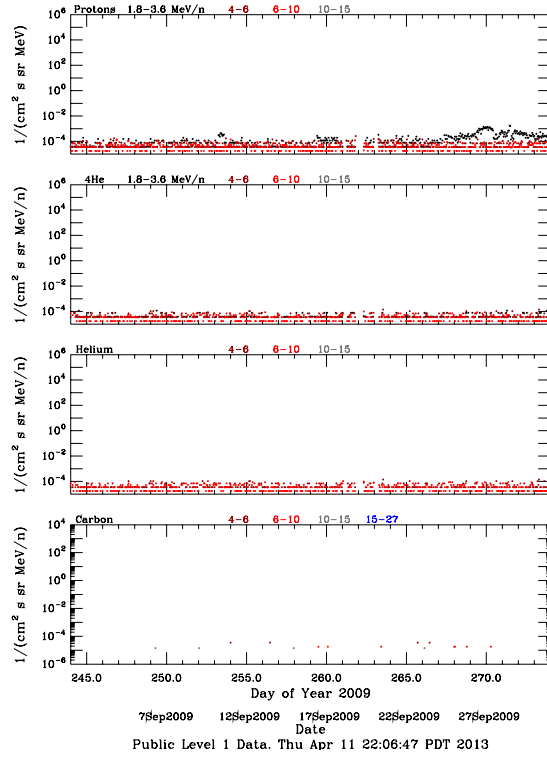 Protons 1.8-3.6 MeV/n 4-6 6-10 10-15
10^6
10^4
10^2
10^0
10^-2
10^-4
1/(cm^2 s sr MeV)
4He 1.8-3.6 MeV/n 4-6 6-10 10-15
10^6
10^4
10^2
10^0
10^-2
10^-4
1/(cm^2 s sr MeV/n)
Helium 4-6 6-10 10-15
10^6
10^4
10^2
10^0
10^-2
10^-4
1/(cm^2 s sr MeV/n)
Carbon 4-6 6-10 10-15 15-27
10^4
10^2
10^0
10^-2
10^-4
10^-6
1/(cm^2 s sr MeV/n)
245.0 250.0 255.0 260.0 265.0 270.0
Day of Year 2009
7Sep2009 12Sep2009 17Sep2009 22Sep2009 27Sep2009
Date
Public Level 1 Data. Thu Apr 11 22:06:47 PDT 2013